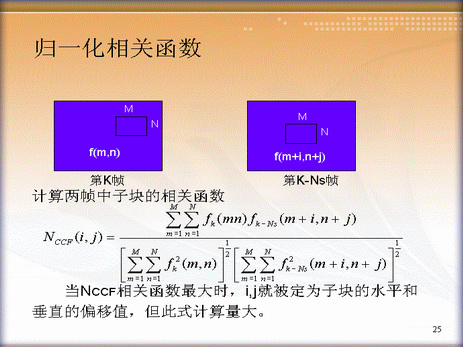 归一化相关函数
M
N
f(m,n)
M
N
f(m+i,n+j)
第K帧
第K-Ns帧
计算两帧中子块的相关函数
N_{CCF}(i, j) = \frac{\sum_{m=1}^{M}\sum_{n=1}^{N} f_k(mn) f_{k-Ns}(m+i, n+j)}{\left[\sum_{m=1}^{M}\sum_{n=1}^{N} f_k^2(m,n)\right]^{\frac{1}{2}} \left[\sum_{m=1}^{M}\sum_{n=1}^{N} f_{k-Ns}^2(m+i, n+j)\right]^{\frac{1}{2}}}
当NCCF相关函数最大时，i,j就被定为子块的水平和
垂直的偏移值，但此式计算量大。
25